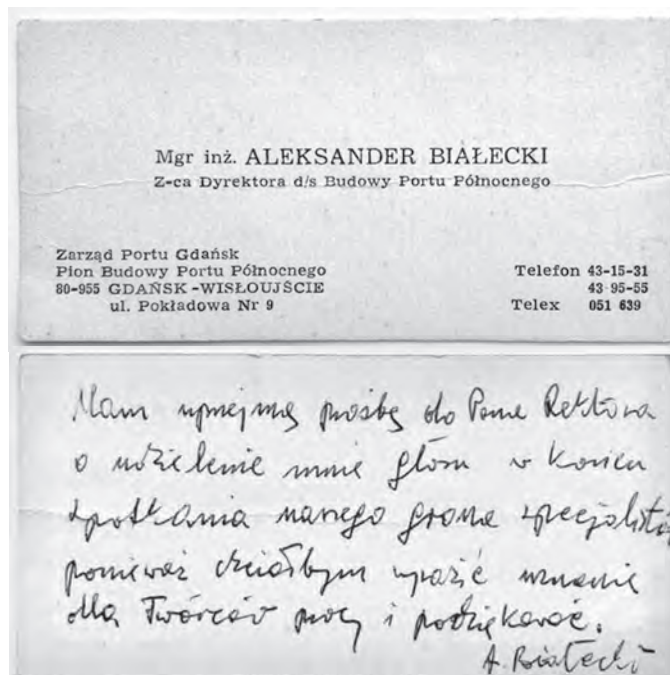 Mgr inż. ALEKSANDER BIAŁECKI
Z-ca Dyrektora d/s Budowy Portu Północnego
Zarząd Portu Gdańsk
Pion Budowy Portu Północnego
80-955 GDAŃSK-WISŁOUJŚCIE
ul. Pokładowa Nr 9
Telefon 43-15-31
43-95-55
Telex 051 639
Mam uprzejmą prośbę do Pana Rektora
o udzielenie mnie głosu w końcu
spotkania naszego grona specjalistów
ponieważ chciałbym wyrazić uznanie
dla Twórców pracy i podziękować.
A. Białecki